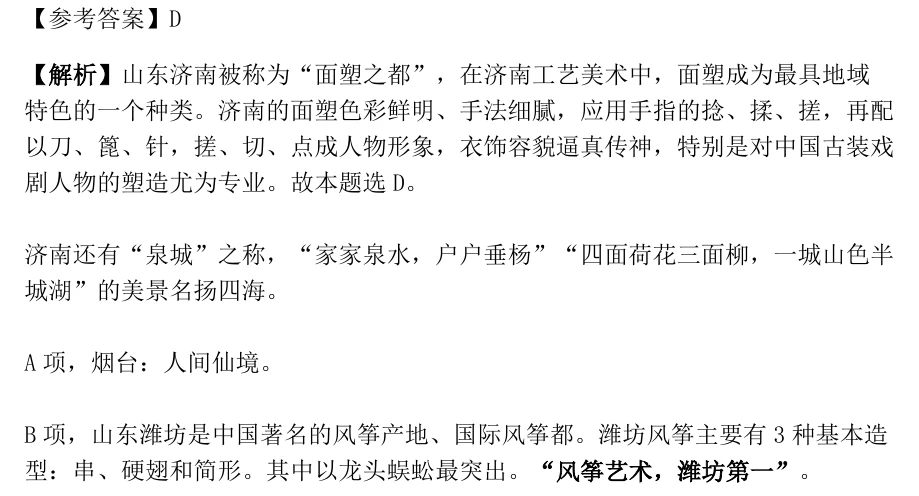 【参考答案】D
【解析】山东济南被称为“面塑之都”，在济南工艺美术中，面塑成为最具地域
特色的一个种类。济南的面塑色彩鲜明、手法细腻，应用手指的捻、揉、搓，再配
以刀、篦、针，搓、切、点成人物形象，衣饰容貌逼真传神，特别是对中国古装戏
剧人物的塑造尤为专业。故本题选 D。
济南还有“泉城”之称，“家家泉水，户户垂杨”“四面荷花三面柳，一城山色半
城湖”的美景名扬四海。
A 项，烟台：人间仙境。
B 项，山东潍坊是中国著名的风筝产地、国际风筝都。潍坊风筝主要有 3 种基本造
型：串、硬翅和简形。其中以龙头蜈蚣最突出。“风筝艺术，潍坊第一”。